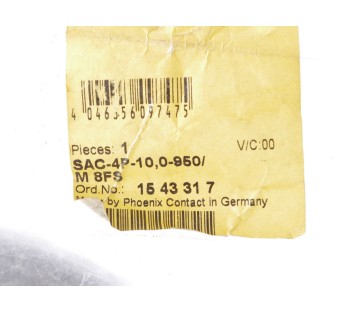 4 046356 097475
Pieces: 1 V/C:00
SAC-4P-10,0-950/
M 8FS
Ord.No.: 15 43 31 7
Made by Phoenix Contact in Germany